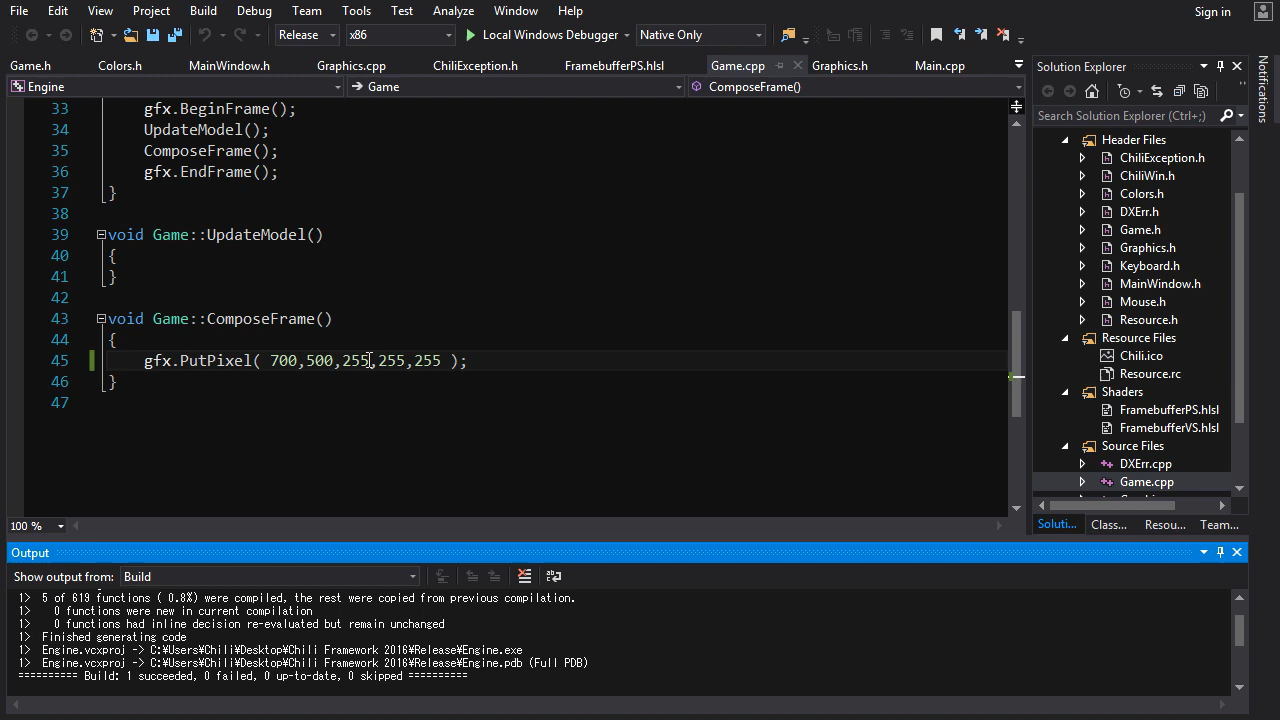 File Edit View Project Build Debug Team Tools Test Analyze Window Help Sign in
Release x86 Local Windows Debugger Native Only
Game.h Colors.h MainWindow.h Graphics.cpp ChiliException.h FramebufferPS.hlsl Game.cpp Graphics.h Main.cpp
Engine Game ComposeFrame()
33 gfx.BeginFrame();
34 UpdateModel();
35 ComposeFrame();
36 gfx.EndFrame();
37 }
38
39 void Game::UpdateModel()
40 {
41 }
42
43 void Game::ComposeFrame()
44 {
45 gfx.PutPixel( 700,500,255,255,255 );
46 }
47
100 %
Solution Explorer
Search Solution Explorer (Ctrl+;)
Header Files
ChiliException.h
ChiliWin.h
Colors.h
DXErr.h
Game.h
Graphics.h
Keyboard.h
MainWindow.h
Mouse.h
Resource.h
Resource Files
Chili.ico
Resource.rc
Shaders
FramebufferPS.hlsl
FramebufferVS.hlsl
Source Files
DXErr.cpp
Game.cpp
Soluti... Class... Resou... Team...
Notifications
Output
Show output from: Build
1> 5 of 619 functions ( 0.8%) were compiled, the rest were copied from previous compilation.
1> 0 functions were new in current compilation
1> 0 functions had inline decision re-evaluated but remain unchanged
1> Finished generating code
1> Engine.vcxproj -> C:¥Users¥Chili¥Desktop¥Chili Framework 2016¥Release¥Engine.exe
1> Engine.vcxproj -> C:¥Users¥Chili¥Desktop¥Chili Framework 2016¥Release¥Engine.pdb (Full PDB)
========== Build: 1 succeeded, 0 failed, 0 up-to-date, 0 skipped ==========